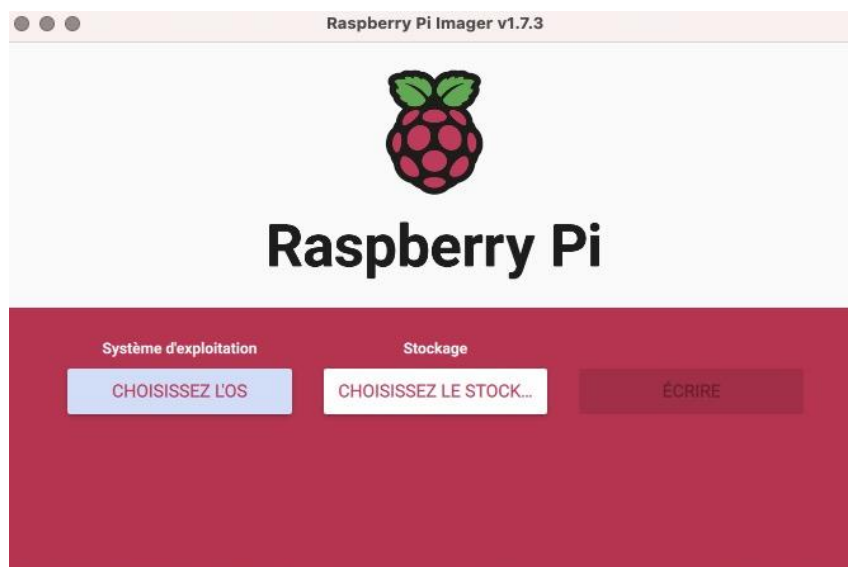 Raspberry Pi Imager v1.7.3
Raspberry Pi
Système d'exploitation
Stockage
CHOISISSEZ L'OS
CHOISISSEZ LE STOCK...
ÉCRIRE